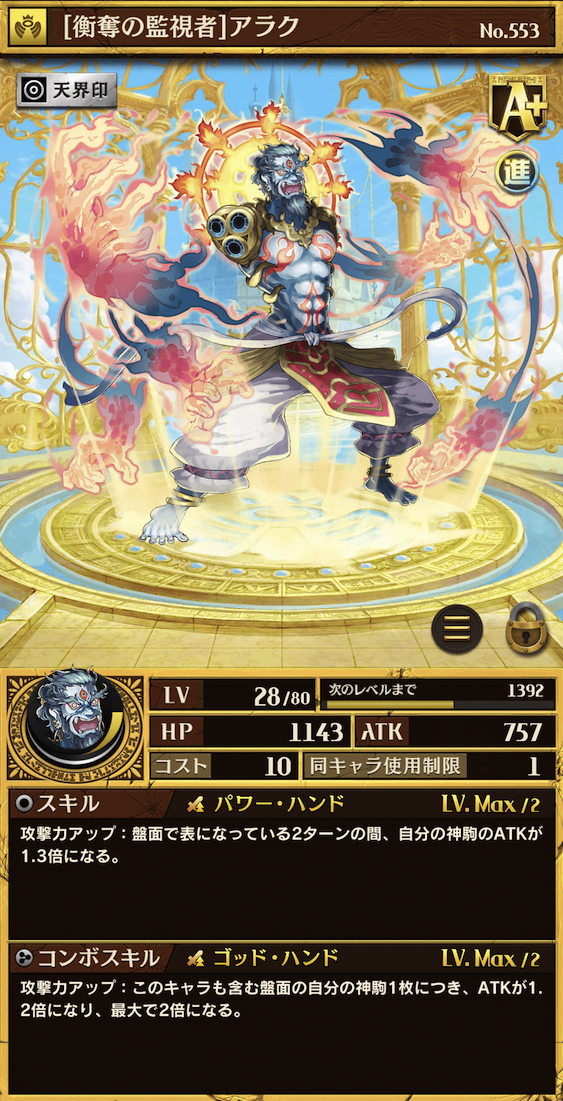 [衡奪の監視者]アラク
No.553
天界印
A+
進
LV 28/80
次のレベルまで 1392
HP 1143 ATK 757
コスト 10 同キャラ使用制限 1
スキル パワー・ハンド LV. Max /2
攻撃力アップ：盤面で表になっている2ターンの間、自分の神駒のATKが
1.3倍になる。
コンボスキル ゴッド・ハンド LV. Max /2
攻撃力アップ：このキャラも含む盤面の自分の神駒1枚につき、ATKが1.
2倍になり、最大で2倍になる。